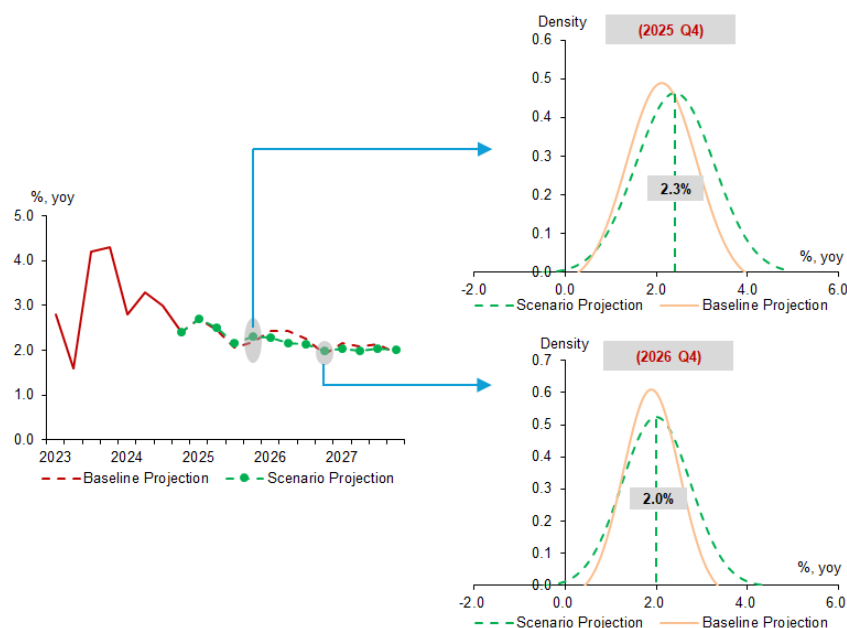 %, yoy
5.0
4.0
3.0
2.0
1.0
0.0
2023 2024 2025 2026 2027
Baseline Projection Scenario Projection
Density
(2025 Q4)
0.6
0.5
0.4
0.3
0.2
0.1
0.0
2.3%
%, yoy
-2.0 0.0 2.0 4.0 6.0
Scenario Projection Baseline Projection
Density
(2026 Q4)
0.7
0.6
0.5
0.4
0.3
0.2
0.1
0.0
2.0%
%, yoy
-2.0 0.0 2.0 4.0 6.0
Scenario Projection Baseline Projection